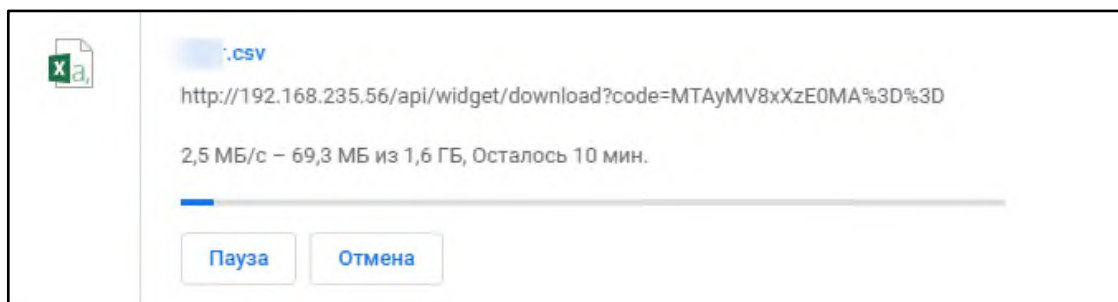 .csv
http://192.168.235.56/api/widget/download?code=MTAyMV8xXzE0MA%3D%3D
2,5 МБ/с – 69,3 МБ из 1,6 ГБ, Осталось 10 мин.
Пауза
Отмена